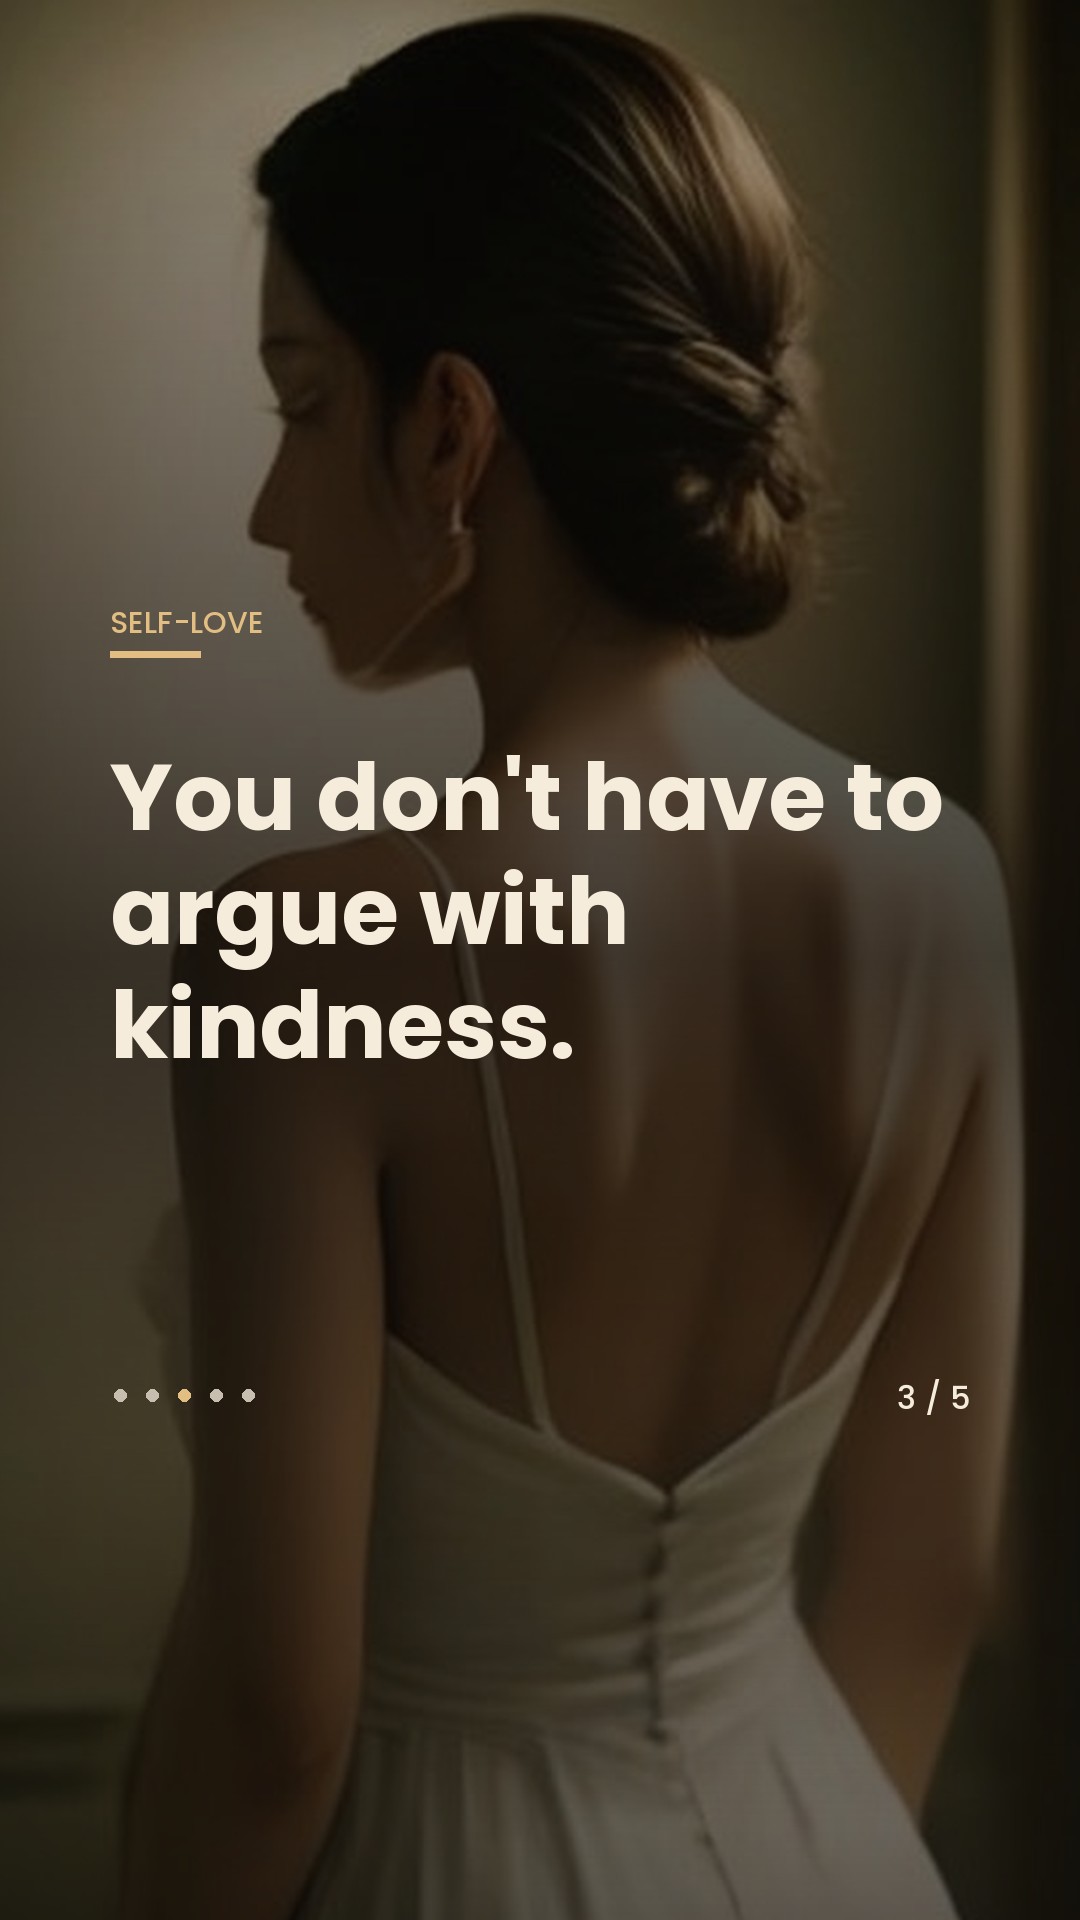 SELF-LOVE
You don't have to
argue with
kindness.
3 / 5